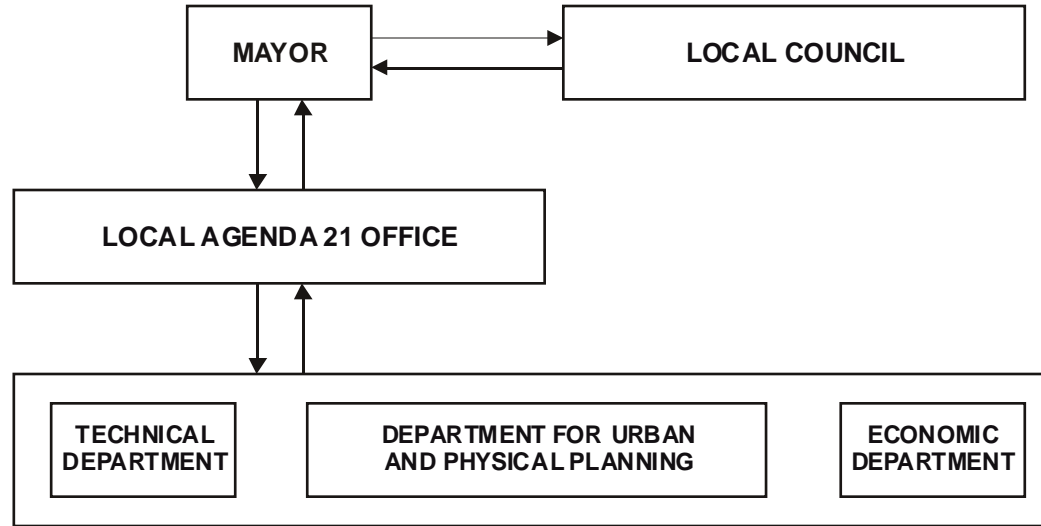 MAYOR
LOCAL COUNCIL
LOCAL AGENDA 21 OFFICE
TECHNICAL
DEPARTMENT
DEPARTMENT FOR URBAN
AND PHYSICAL PLANNING
ECONOMIC
DEPARTMENT